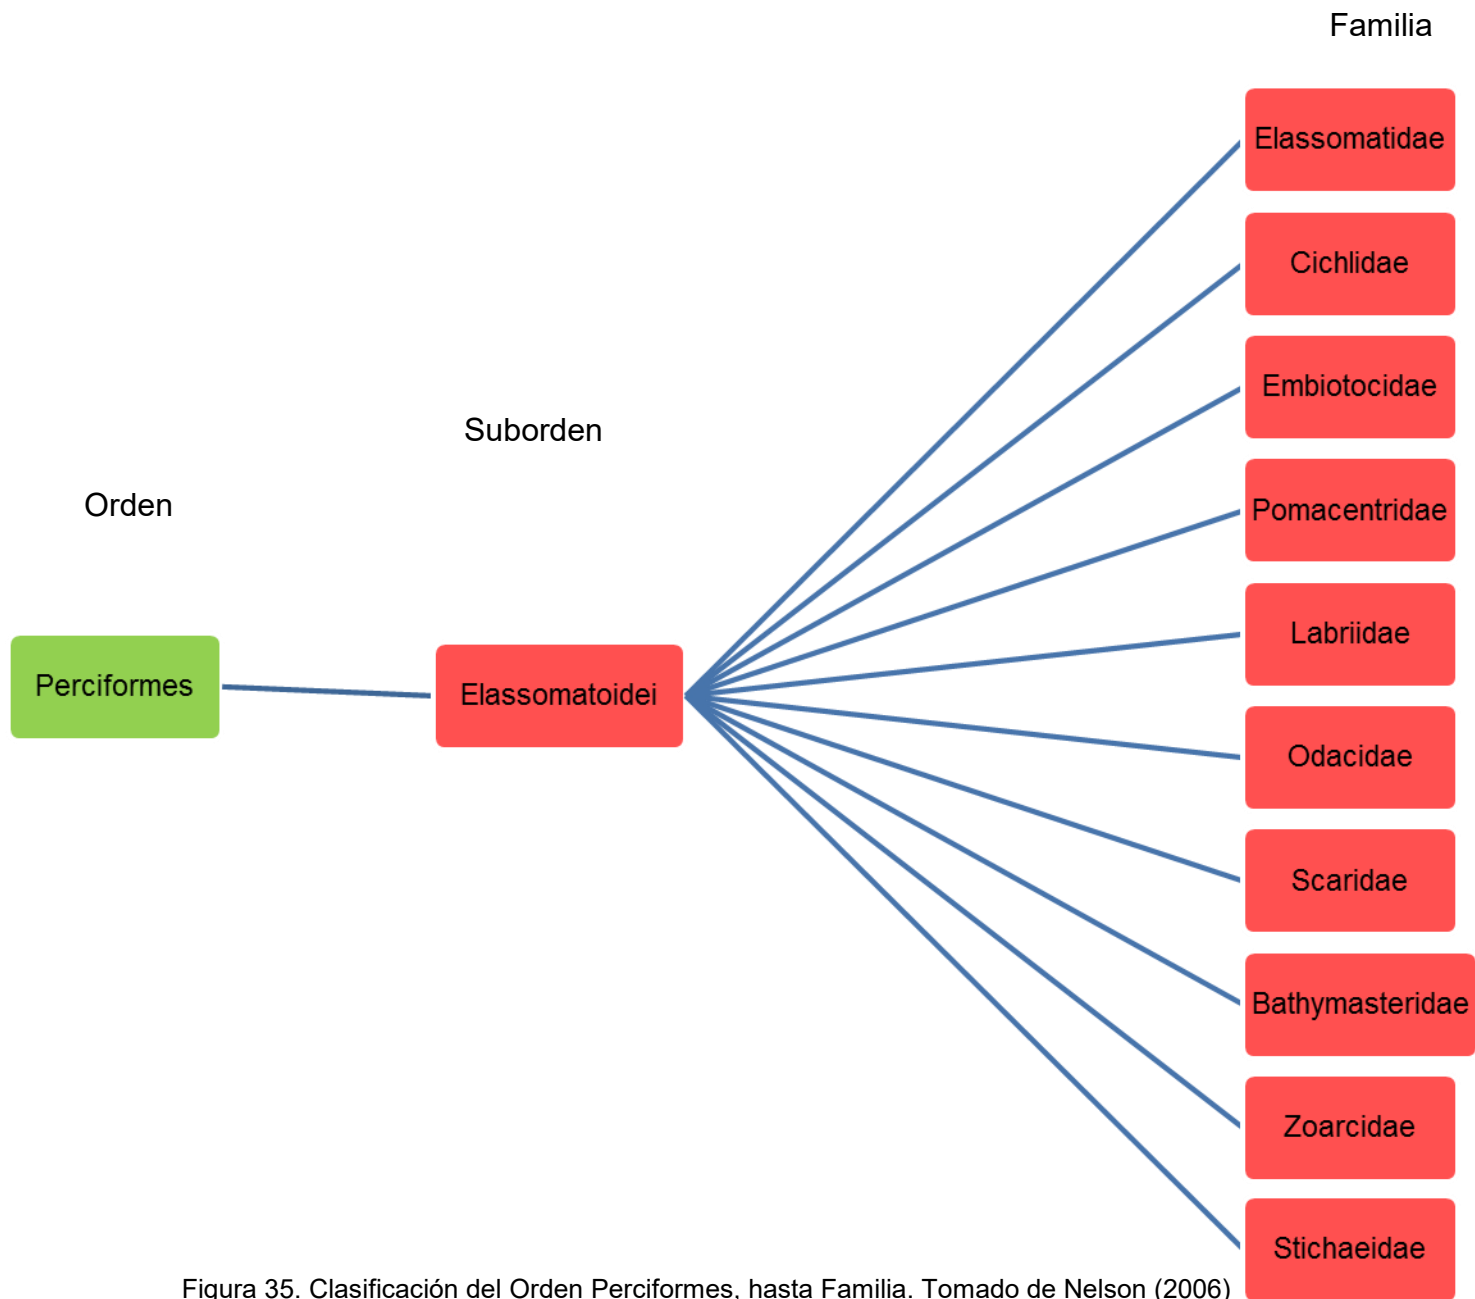 Familia
Elassomatidae
Cichlidae
Embiotocidae
Suborden
Orden
Pomacentridae
Labriidae
Perciformes
Elassomatoidei
Odacidae
Scaridae
Bathymasteridae
Zoarcidae
Stichaeidae
Figura 35. Clasificación del Orden Perciformes, hasta Familia. Tomado de Nelson (2006)